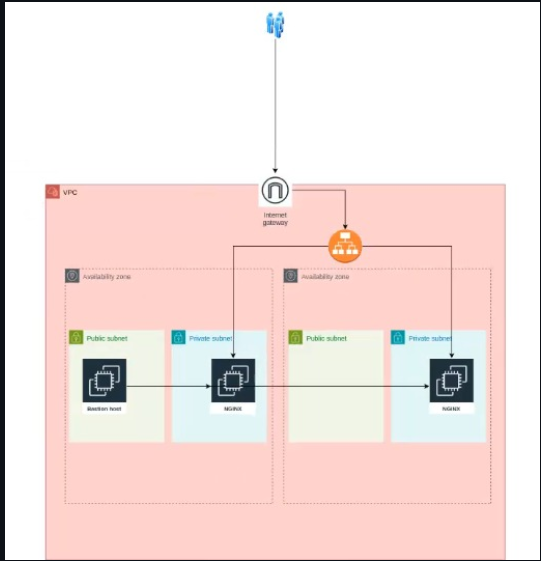 VPC
Internet
gateway
Availability zone
Availability zone
Public subnet
Private subnet
Public subnet
Private subnet
Bastion host
NGINX
NGINX